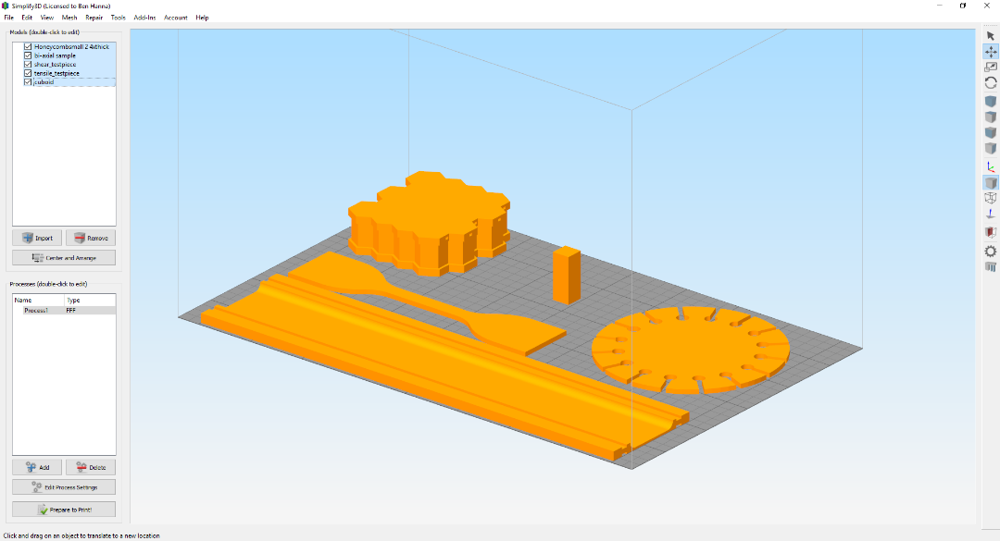 Simplify3D (Licensed to Ben Hanna)
File Edit View Mesh Repair Tools Add-Ins Account Help
Models (double-click to edit)
Honeycombsmall 2 4xthick
bi-axial sample
shear_testpiece
tensile_testpiece
cuboid
Import Remove
Center and Arrange
Processes (double-click to edit)
Name Type
Process1 FFF
Add Delete
Edit Process Settings
Prepare to Print!
Click and drag on an object to translate to a new location